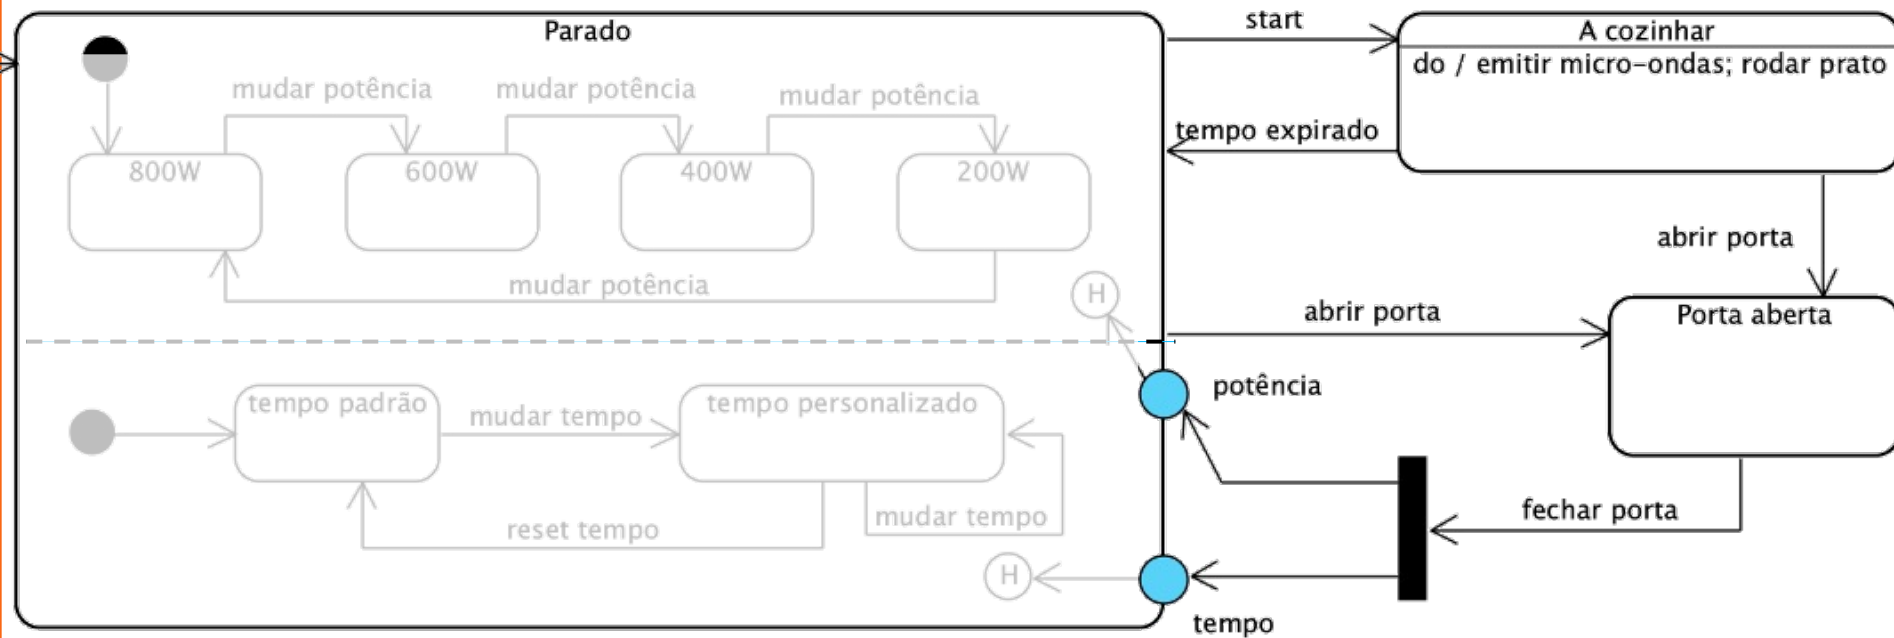 Parado
start
A cozinhar
do / emitir micro-ondas; rodar prato
mudar potência
mudar potência
mudar potência
tempo expirado
800W
600W
400W
200W
abrir porta
mudar potência
H
abrir porta
Porta aberta
potência
tempo padrão
mudar tempo
tempo personalizado
reset tempo
mudar tempo
fechar porta
H
tempo